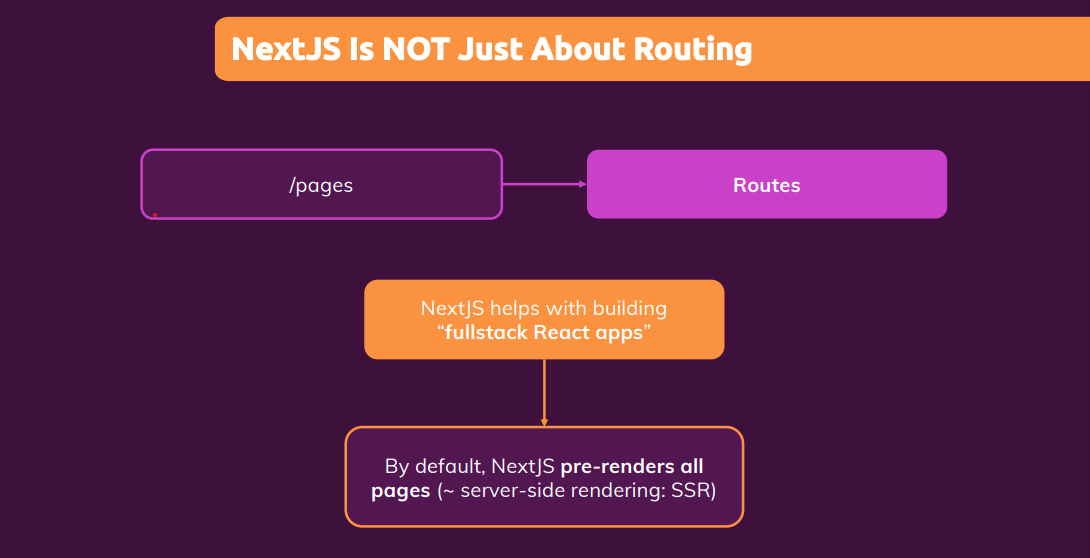 NextJS Is NOT Just About Routing
/pages
Routes
NextJS helps with building
“fullstack React apps”
By default, NextJS pre-renders all
pages (~ server-side rendering: SSR)